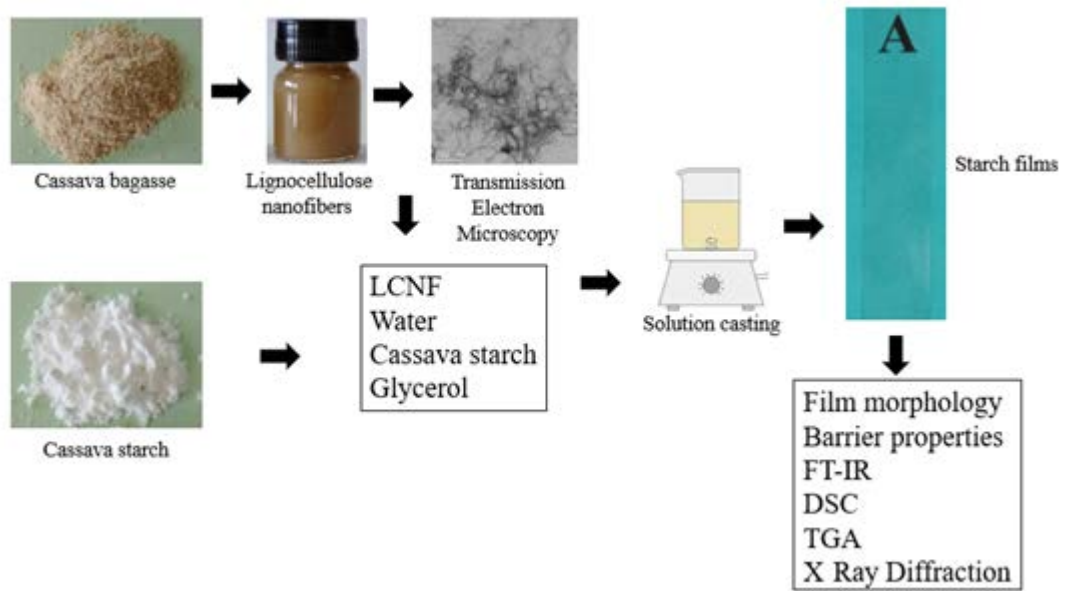 Cassava bagasse
Lignocellulose
nanofibers
Transmission
Electron
Microscopy
A
Starch films
Cassava starch
LCNF
Water
Cassava starch
Glycerol
Solution casting
Film morphology
Barrier properties
FT-IR
DSC
TGA
X Ray Diffraction